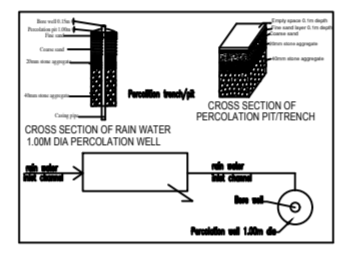 Bore well 0.15m
Percolation pit 1.00m
Fine sand
Coarse sand
20mm stone aggregate
40mm stone aggregate
Casing pipe
Percolition trench/pit
CROSS SECTION OF RAIN WATER
1.00M DIA PERCOLATION WELL
Empty space 0.1m depth
Fine sand layer 0.1m depth
Coarse sand
20mm stone aggregate
40mm stone aggregate
CROSS SECTION OF
PERCOLATION PIT/TRENCH
rain water
inlet channel
rain water
inlet channel
Bore well
Percolation well 1.00m dia